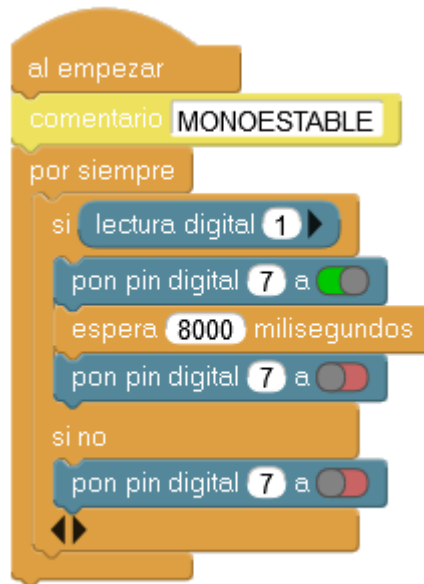 al empezar
comentario MONOESTABLE
por siempre
si lectura digital 1
pon pin digital 7 a
espera 8000 milisegundos
pon pin digital 7 a
si no
pon pin digital 7 a